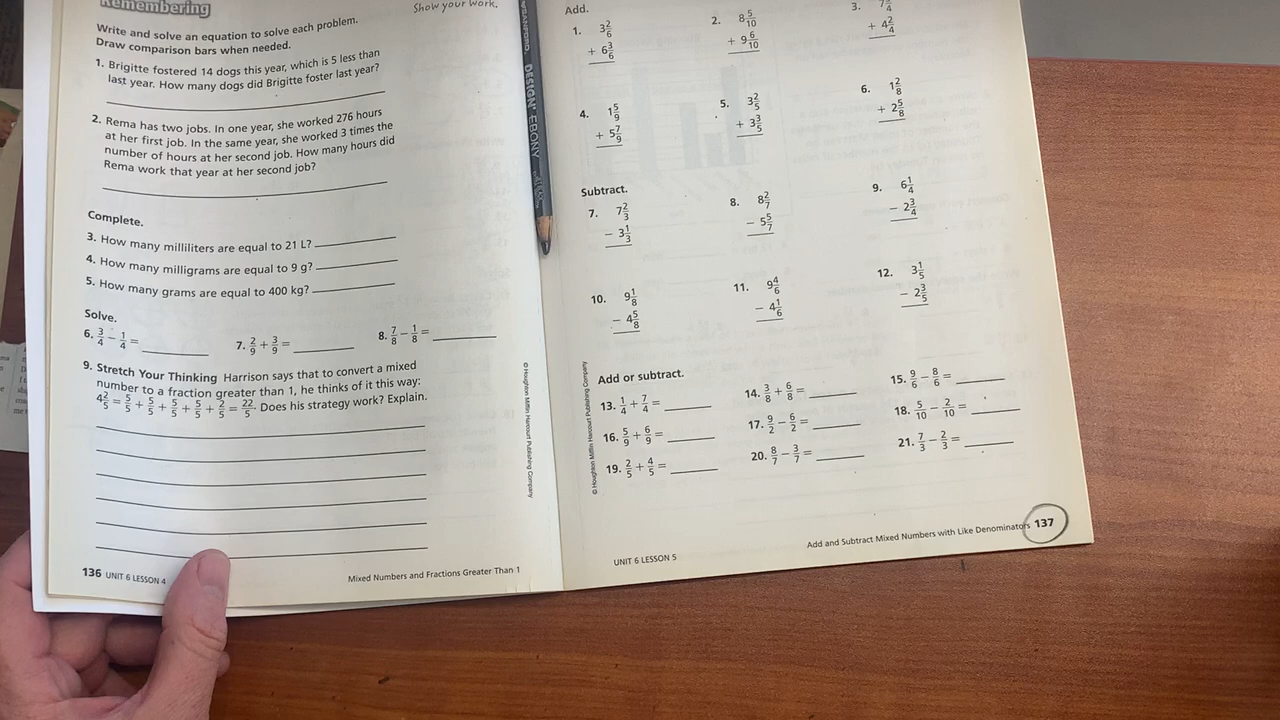 Remembering
Show your work.
Write and solve an equation to solve each problem.
Draw comparison bars when needed.
1. Brigitte fostered 14 dogs this year, which is 5 less than
last year. How many dogs did Brigitte foster last year?
2. Rema has two jobs. In one year, she worked 276 hours
at her first job. In the same year, she worked 3 times the
number of hours at her second job. How many hours did
Rema work that year at her second job?
Complete.
3. How many milliliters are equal to 21 L?
4. How many milligrams are equal to 9 g?
5. How many grams are equal to 400 kg?
Solve.
6. 3/4 − 1/4 =
7. 2/9 + 3/9 =
8. 7/8 − 1/8 =
9. Stretch Your Thinking Harrison says that to convert a mixed
number to a fraction greater than 1, he thinks of it this way:
4 2/5 = 5/5 + 5/5 + 5/5 + 5/5 + 2/5 = 22/5. Does his strategy work? Explain.
© Houghton Mifflin Harcourt Publishing Company
136 UNIT 6 LESSON 4
Mixed Numbers and Fractions Greater Than 1
DESIGN® EBONY
Add.
1. 3 2/6
+ 6 3/6
2. 8 5/10
+ 9 6/10
3. 7 3/4
+ 4 2/4
4. 1 5/9
+ 5 7/9
5. 3 2/5
+ 3 3/5
6. 1 2/8
+ 2 5/8
Subtract.
7. 7 2/3
− 3 1/3
8. 8 2/7
− 5 5/7
9. 6 1/4
− 2 3/4
10. 9 1/8
− 4 5/8
11. 9 4/6
− 4 1/6
12. 3 1/5
− 2 3/5
Add or subtract.
13. 1/4 + 7/4 =
14. 3/8 + 6/8 =
15. 9/6 − 8/6 =
16. 5/9 + 6/9 =
17. 9/2 − 6/2 =
18. 5/10 − 2/10 =
19. 2/5 + 4/5 =
20. 8/7 − 3/7 =
21. 7/3 − 2/3 =
© Houghton Mifflin Harcourt Publishing Company
UNIT 6 LESSON 5
Add and Subtract Mixed Numbers with Like Denominators 137